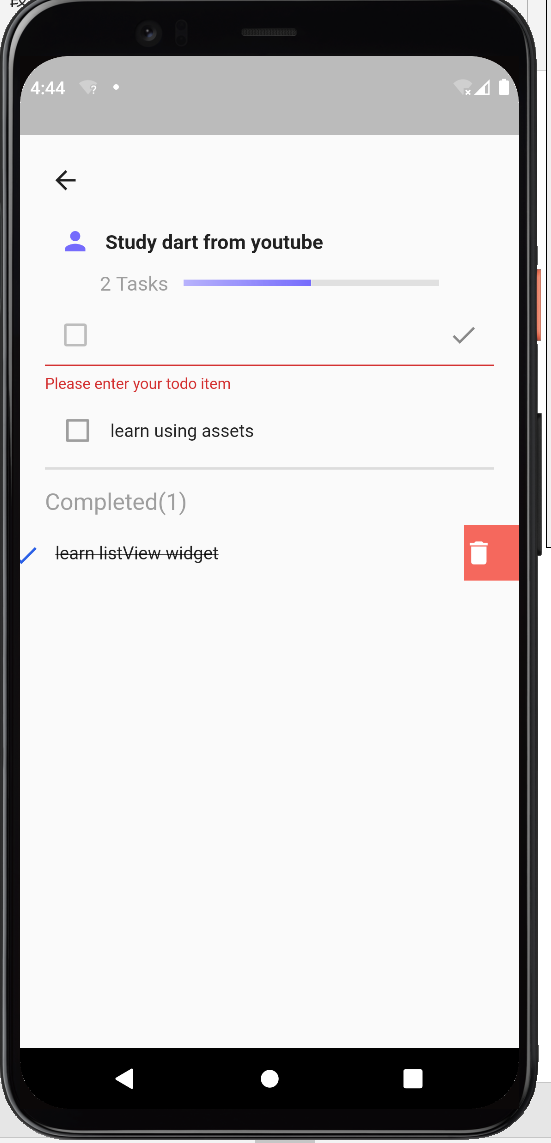 4:44
Study dart from youtube
2 Tasks
Please enter your todo item
learn using assets
Completed(1)
learn listView widget